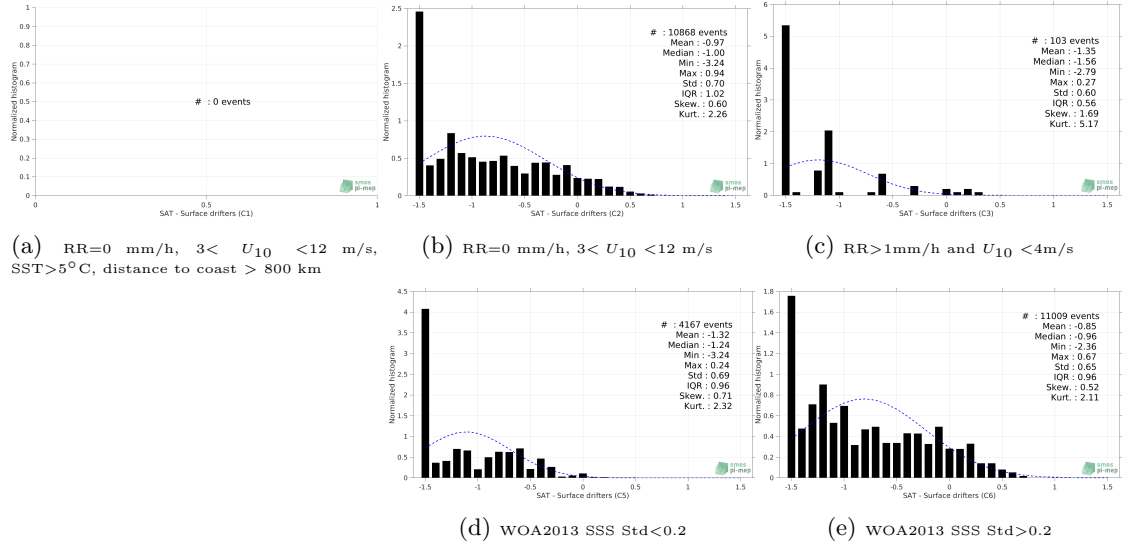 1
0.9
0.8
0.7
0.6
0.5
0.4
0.3
0.2
0.1
0
Normalized histogram
# : 0 events
0 0.5 1
SAT - Surface drifters (C1)
smos
pi-mep
(a) RR=0 mm/h, 3< U10 <12 m/s,
SST>5°C, distance to coast > 800 km
2.5
2
1.5
1
0.5
0
Normalized histogram
# : 10868 events
Mean : -0.97
Median : -1.00
Min : -3.24
Max : 0.94
Std : 0.70
IQR : 1.02
Skew. : 0.60
Kurt. : 2.26
-1.5 -1 -0.5 0 0.5 1 1.5
SAT - Surface drifters (C2)
smos
pi-mep
(b) RR=0 mm/h, 3< U10 <12 m/s
6
5
4
3
2
1
0
Normalized histogram
# : 103 events
Mean : -1.35
Median : -1.56
Min : -2.79
Max : 0.27
Std : 0.60
IQR : 0.56
Skew. : 1.69
Kurt. : 5.17
-1.5 -1 -0.5 0 0.5 1 1.5
SAT - Surface drifters (C3)
smos
pi-mep
(c) RR>1mm/h and U10 <4m/s
4.5
4
3.5
3
2.5
2
1.5
1
0.5
0
Normalized histogram
# : 4167 events
Mean : -1.32
Median : -1.24
Min : -3.24
Max : 0.24
Std : 0.69
IQR : 0.96
Skew. : 0.71
Kurt. : 2.32
-1.5 -1 -0.5 0 0.5 1 1.5
SAT - Surface drifters (C5)
smos
pi-mep
(d) WOA2013 SSS Std<0.2
1.8
1.6
1.4
1.2
1
0.8
0.6
0.4
0.2
0
Normalized histogram
# : 11009 events
Mean : -0.85
Median : -0.96
Min : -2.36
Max : 0.67
Std : 0.65
IQR : 0.96
Skew. : 0.52
Kurt. : 2.11
-1.5 -1 -0.5 0 0.5 1 1.5
SAT - Surface drifters (C6)
smos
pi-mep
(e) WOA2013 SSS Std>0.2